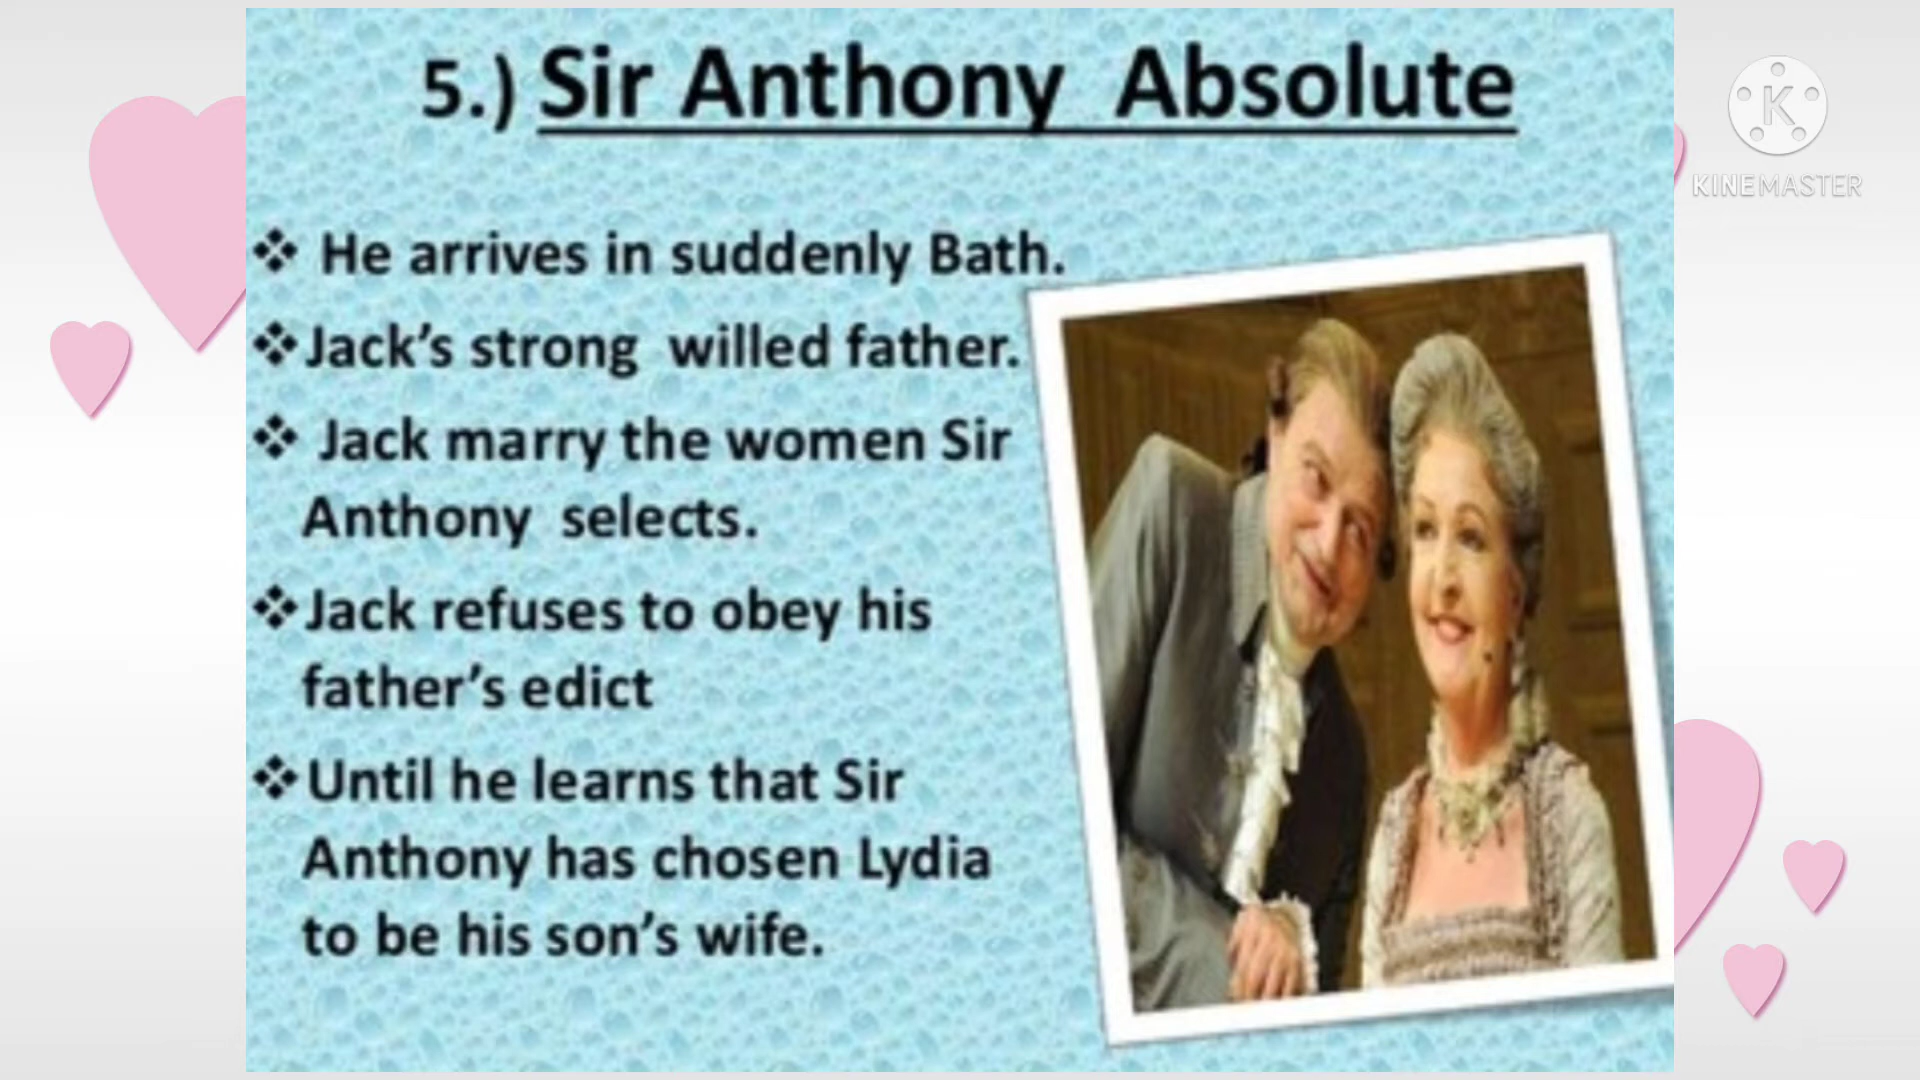 5.) Sir Anthony Absolute
KINEMASTER
❖ He arrives in suddenly Bath.
❖ Jack's strong willed father.
❖ Jack marry the women Sir
Anthony selects.
❖ Jack refuses to obey his
father's edict
❖ Until he learns that Sir
Anthony has chosen Lydia
to be his son's wife.